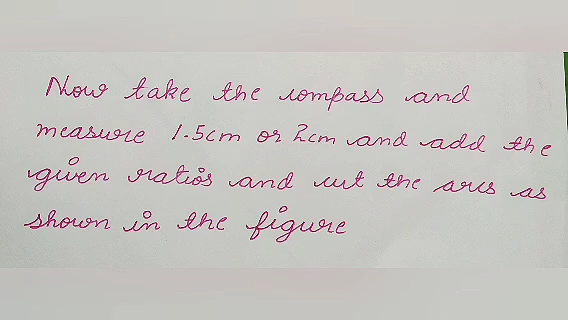 Now take the compass and
measure 1.5cm or 2cm and add the
given ratios and cut the arcs as
shown in the figure